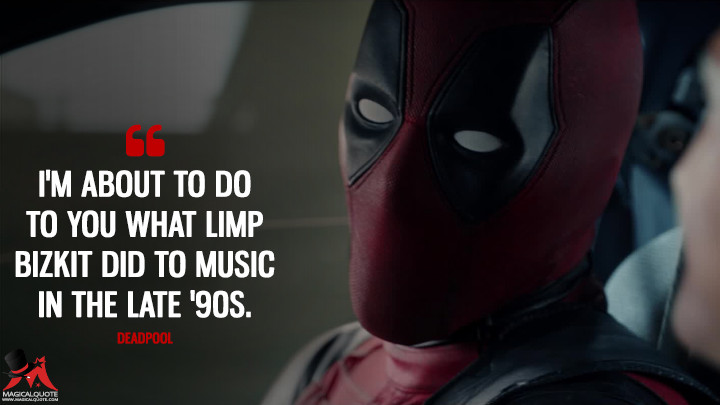 I'M ABOUT TO DO
TO YOU WHAT LIMP
BIZKIT DID TO MUSIC
IN THE LATE '90S.
DEADPOOL
MAGICALQUOTE
WWW.MAGICALQUOTE.COM